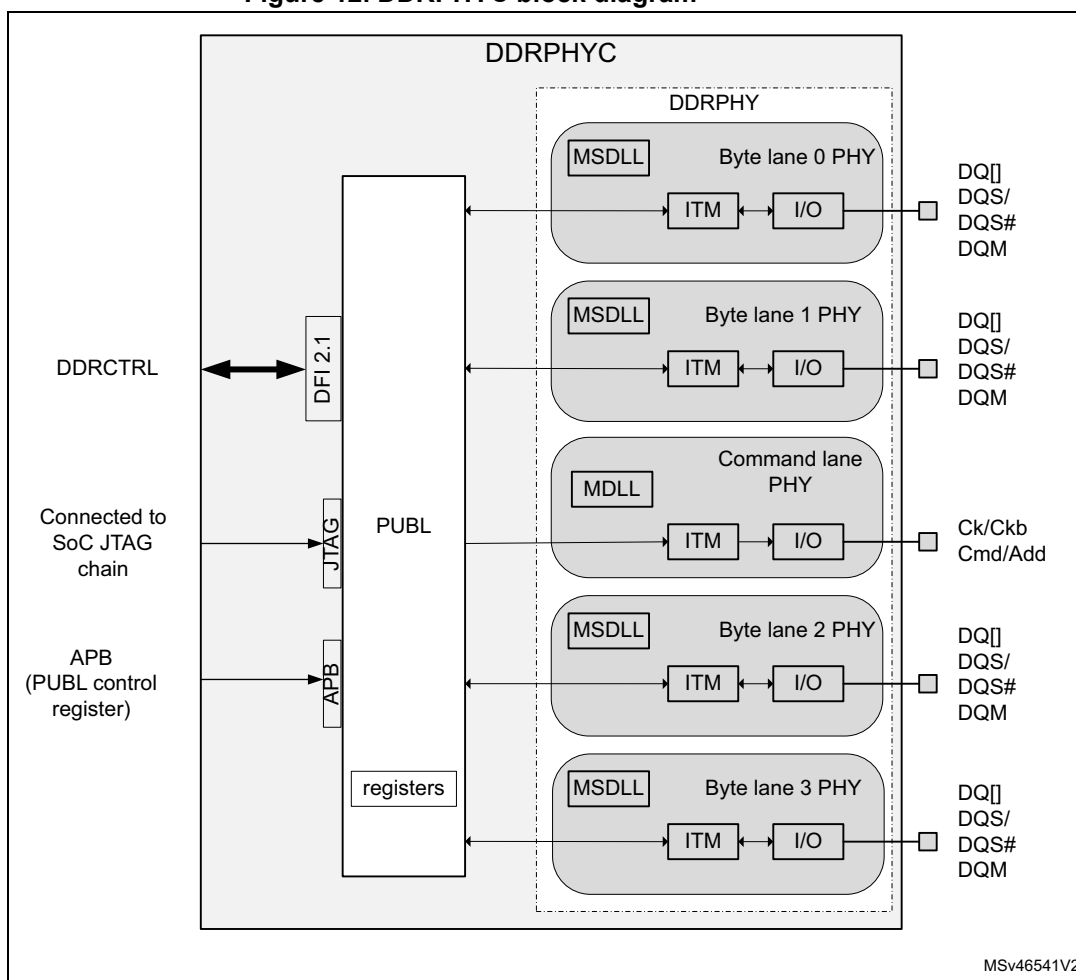 DDRPHYC
DDRPHY
MSDLL
Byte lane 0 PHY
ITM
I/O
DQ[]
DQS/
DQS#
DQM
MSDLL
Byte lane 1 PHY
ITM
I/O
DQ[]
DQS/
DQS#
DQM
DDRCTRL
DFI 2.1
Command lane
PHY
MDLL
ITM
I/O
Ck/Ckb
Cmd/Add
Connected to
SoC JTAG
chain
JTAG
PUBL
MSDLL
Byte lane 2 PHY
ITM
I/O
DQ[]
DQS/
DQS#
DQM
APB
(PUBL control
register)
APB
registers
MSDLL
Byte lane 3 PHY
ITM
I/O
DQ[]
DQS/
DQS#
DQM
MSv46541V2